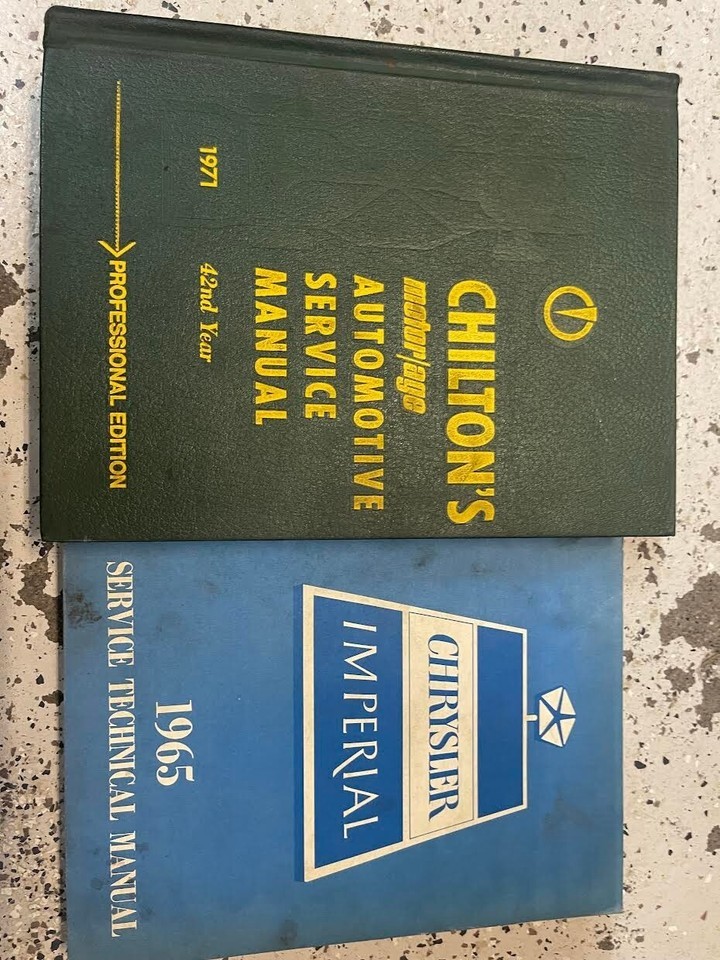 CHILTON'S
motor/age
AUTOMOTIVE
SERVICE
MANUAL
1971 42nd Year
PROFESSIONAL EDITION
CHRYSLER
IMPERIAL
1965
SERVICE TECHNICAL MANUAL